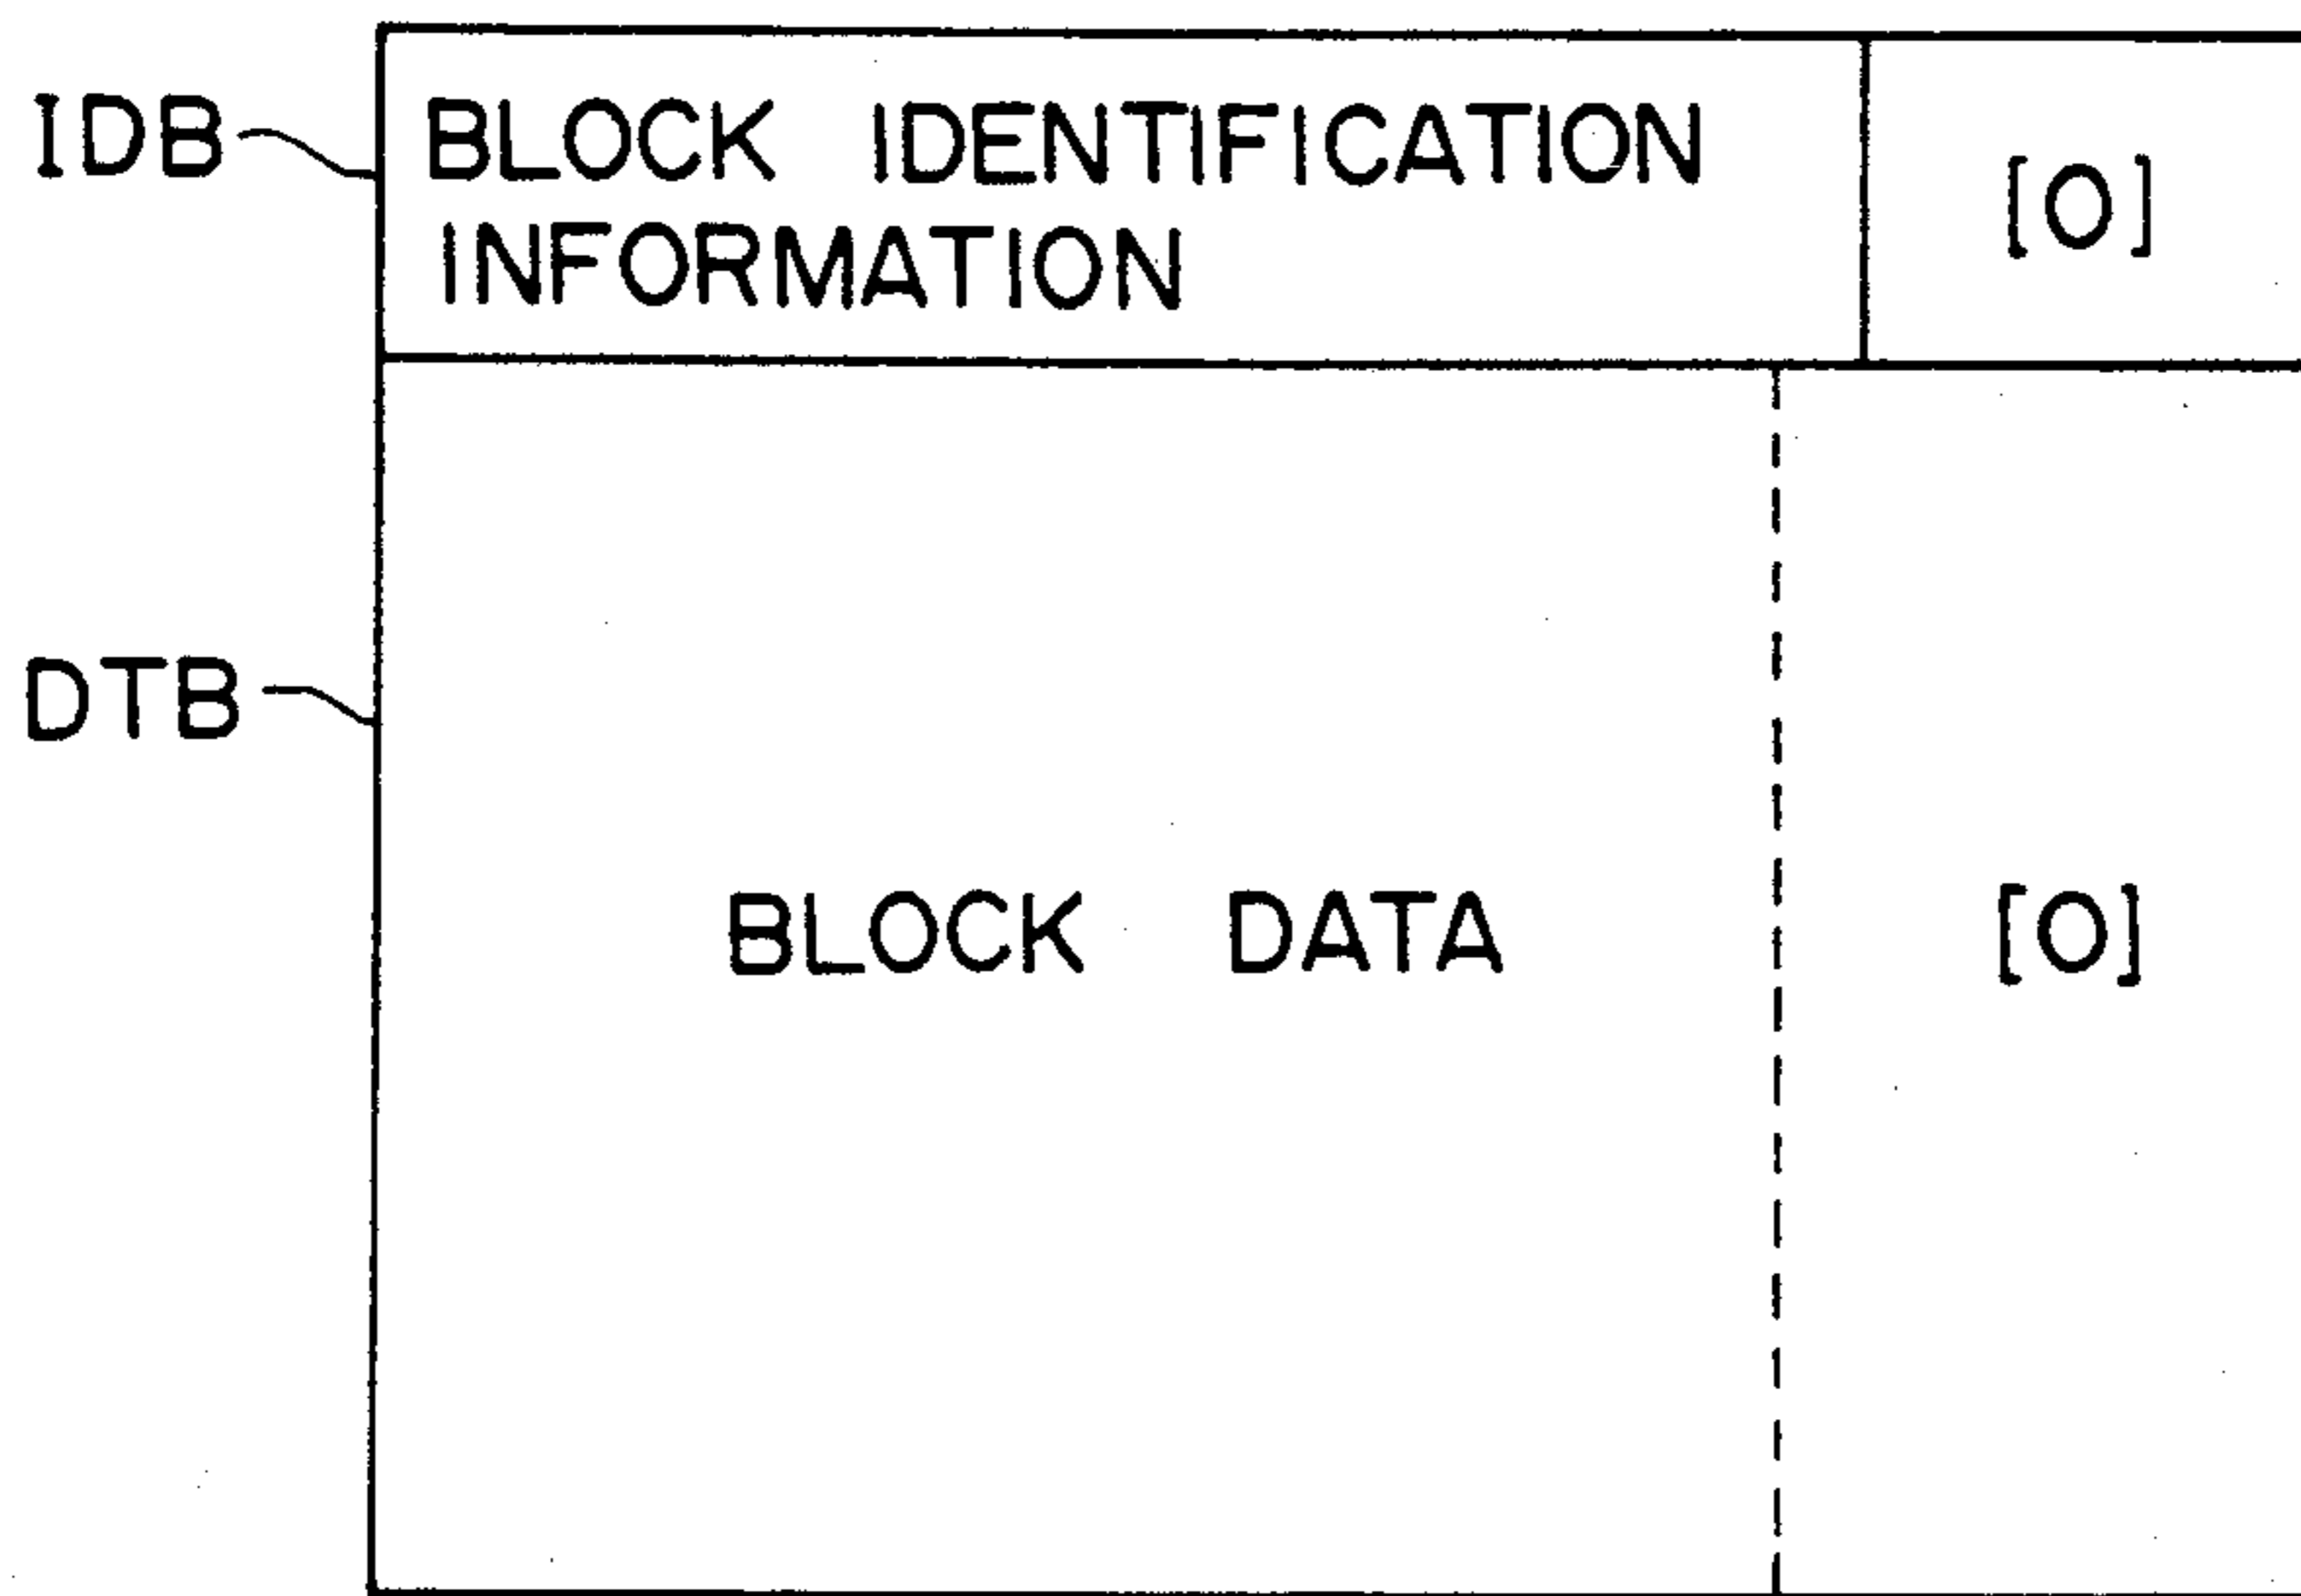 IDB BLOCK IDENTIFICATION [0]
INFORMATION
DTB
BLOCK DATA [0]